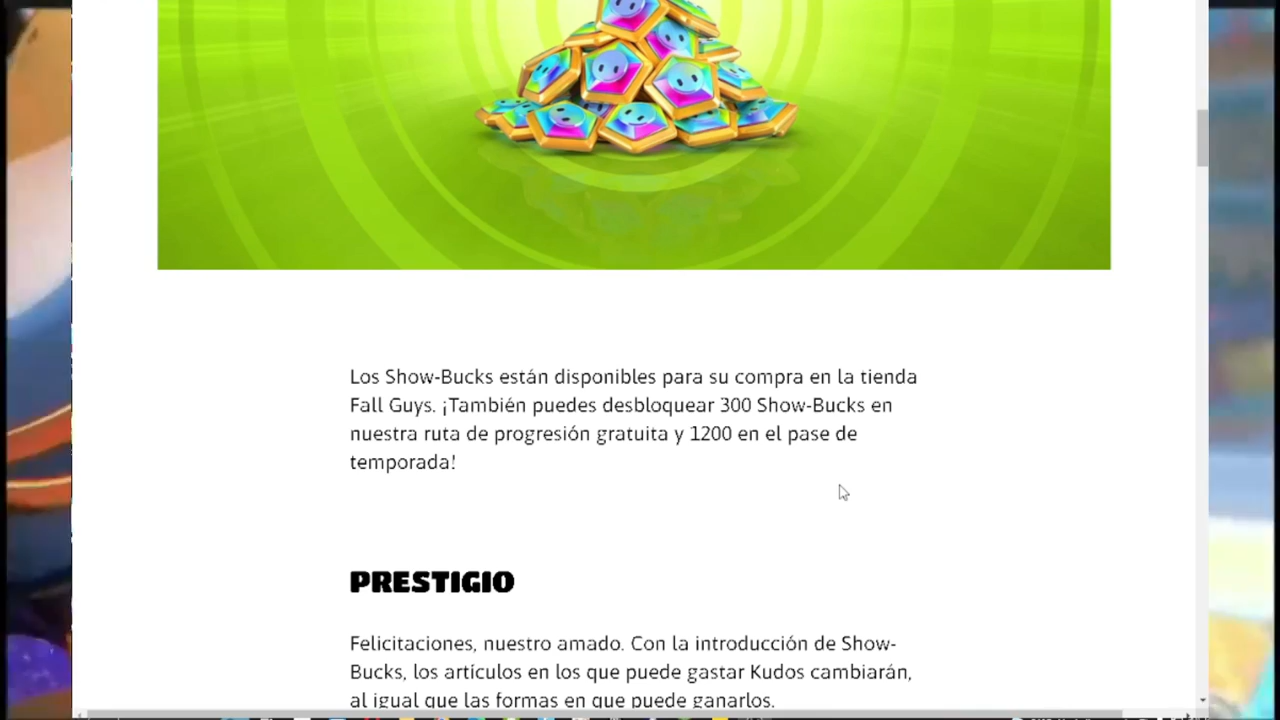 Los Show-Bucks están disponibles para su compra en la tienda
Fall Guys. ¡También puedes desbloquear 300 Show-Bucks en
nuestra ruta de progresión gratuita y 1200 en el pase de
temporada!
PRESTIGIO
Felicitaciones, nuestro amado. Con la introducción de Show-
Bucks, los artículos en los que puede gastar Kudos cambiarán,
al igual que las formas en que puede ganarlos.